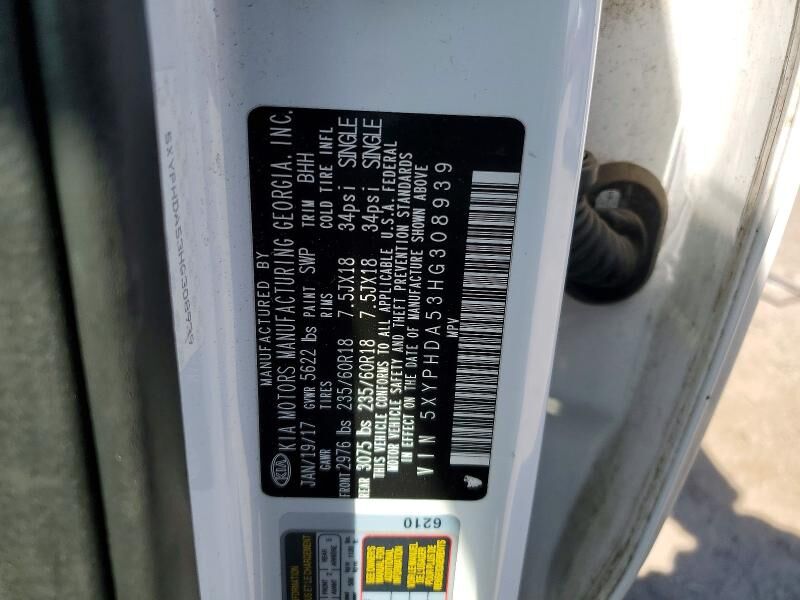 MANUFACTURED BY
KIA KIA MOTORS MANUFACTURING GEORGIA, INC.
JAN/19/17 GVWR 5622 lbs PAINT SWP TRIM BHH
GAWR TIRES RIMS COLD TIRE INFL
FRONT 2976 lbs 235/60R18 7.5JX18 34psi SINGLE
REAR 3075 lbs 235/60R18 7.5JX18 34psi SINGLE
THIS VEHICLE CONFORMS TO ALL APPLICABLE U.S.A. FEDERAL
MOTOR VEHICLE SAFETY AND THEFT PREVENTION STANDARDS
IN EFFECT ON THE DATE OF MANUFACTURE SHOWN ABOVE
VIN 5XYPHDA53HG308939
MPV
6210
5XYPHDA53HG308939